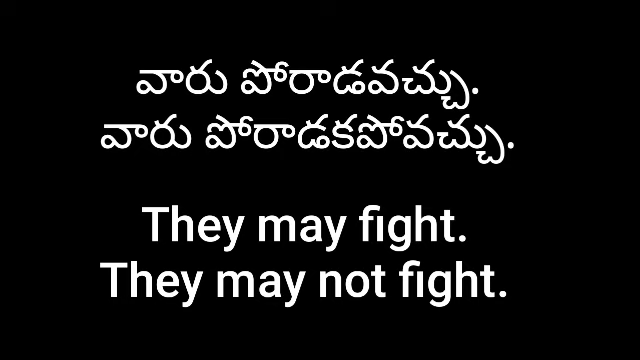 వారు పోరాడవచ్చు.
వారు పోరాడకపోవచ్చు.
They may fight.
They may not fight.